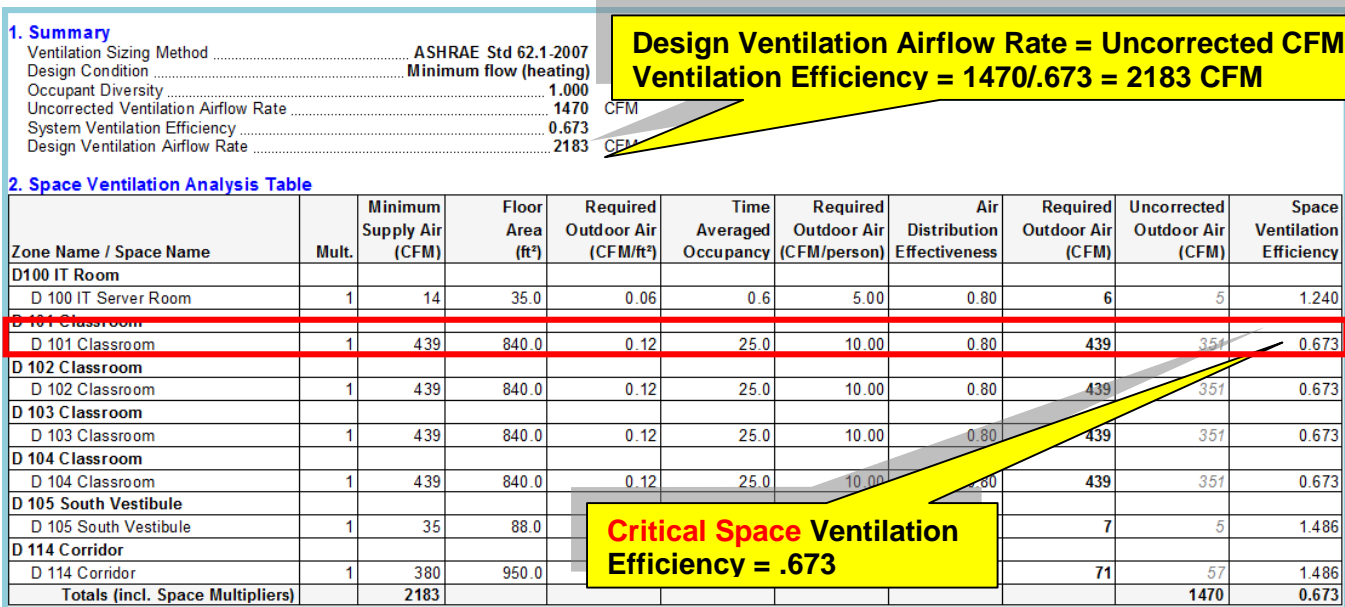 1. Summary
Ventilation Sizing Method ASHRAE Std 62.1-2007
Design Condition Minimum flow (heating)
Occupant Diversity 1.000
Uncorrected Ventilation Airflow Rate 1470 CFM
System Ventilation Efficiency 0.673
Design Ventilation Airflow Rate 2183 CFM
Design Ventilation Airflow Rate = Uncorrected CFM
Ventilation Efficiency = 1470/.673 = 2183 CFM
2. Space Ventilation Analysis Table
Minimum Floor Required Time Required Air Required Uncorrected Space
Supply Air Area Outdoor Air Averaged Outdoor Air Distribution Outdoor Air Outdoor Air Ventilation
Zone Name / Space Name Mult. (CFM) (ft²) (CFM/ft²) Occupancy (CFM/person) Effectiveness (CFM) (CFM) Efficiency
D100 IT Room
D 100 IT Server Room 1 14 35.0 0.06 0.6 5.00 0.80 6 5 1.240
D 101 Classroom
D 101 Classroom 1 439 840.0 0.12 25.0 10.00 0.80 439 351 0.673
D 102 Classroom
D 102 Classroom 1 439 840.0 0.12 25.0 10.00 0.80 439 351 0.673
D 103 Classroom
D 103 Classroom 1 439 840.0 0.12 25.0 10.00 0.80 439 351 0.673
D 104 Classroom
D 104 Classroom 1 439 840.0 0.12 25.0 10.00 0.80 439 351 0.673
D 105 South Vestibule
D 105 South Vestibule 1 35 88.0 7 5 1.486
D 114 Corridor
D 114 Corridor 1 380 950.0 71 57 1.486
Totals (incl. Space Multipliers) 2183 1470 0.673
Critical Space Ventilation
Efficiency = .673